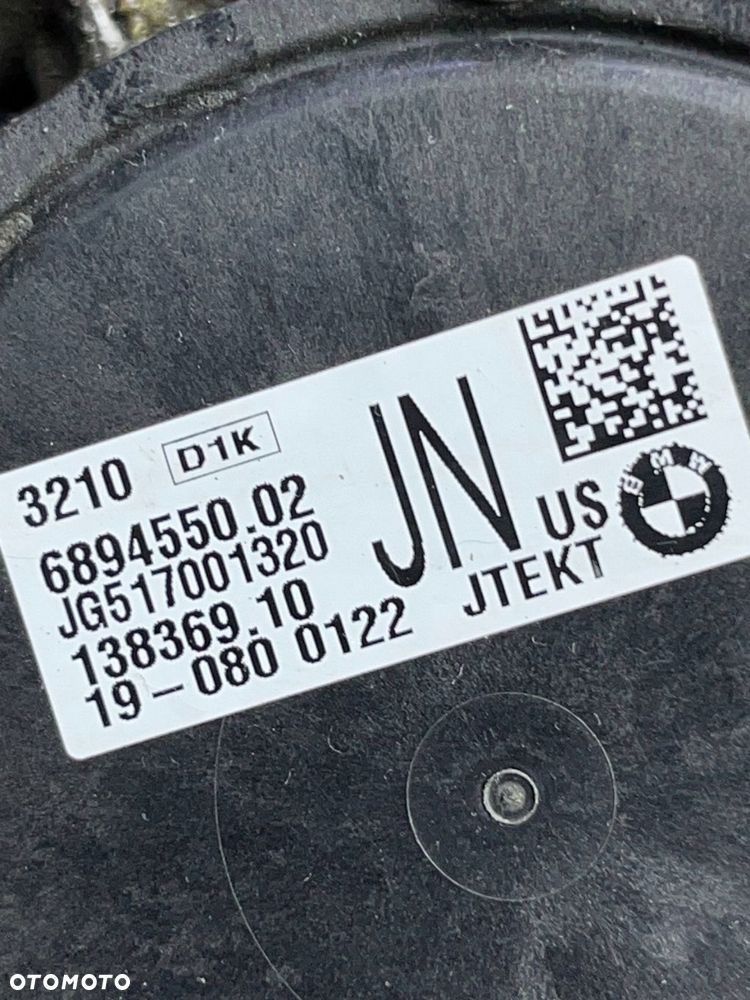 3210 D1K
6894550.02
JG517001320
138369.10
19-080 0122
JN US
JTEKT
BMW
OTOMOTO